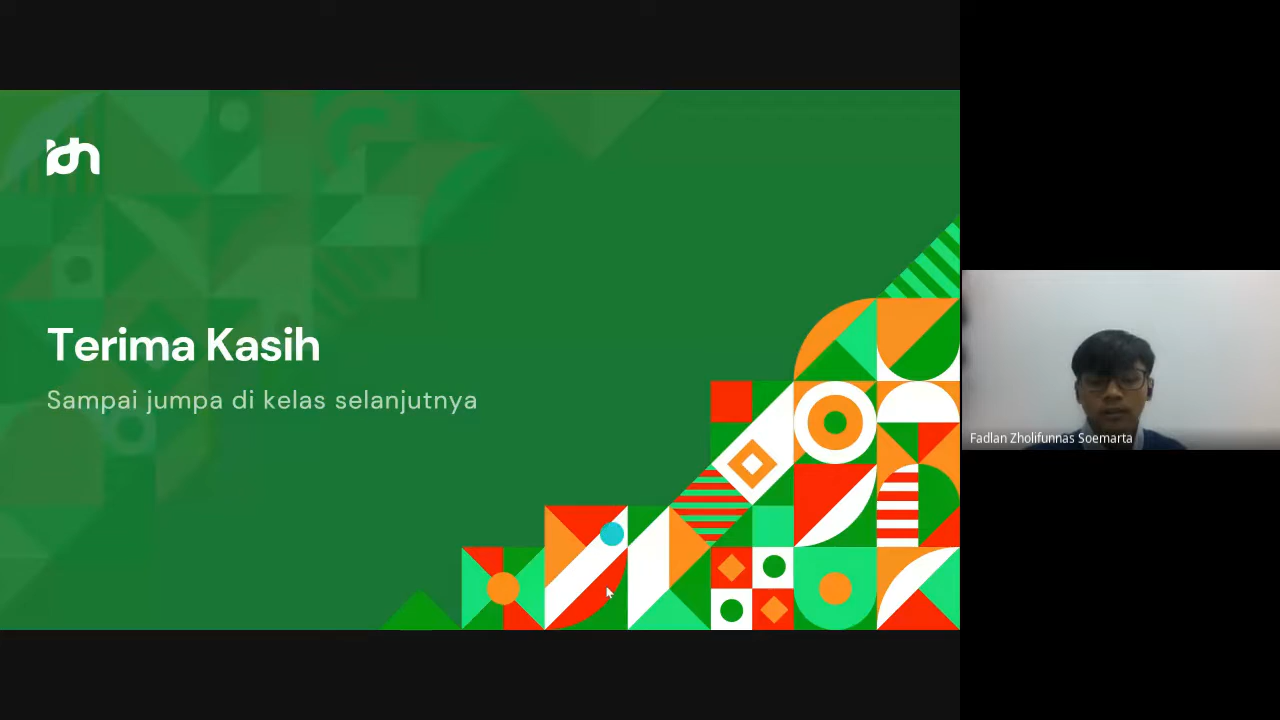 Terima Kasih
Sampai jumpa di kelas selanjutnya
Fadlan Zholifunnas Soemarta